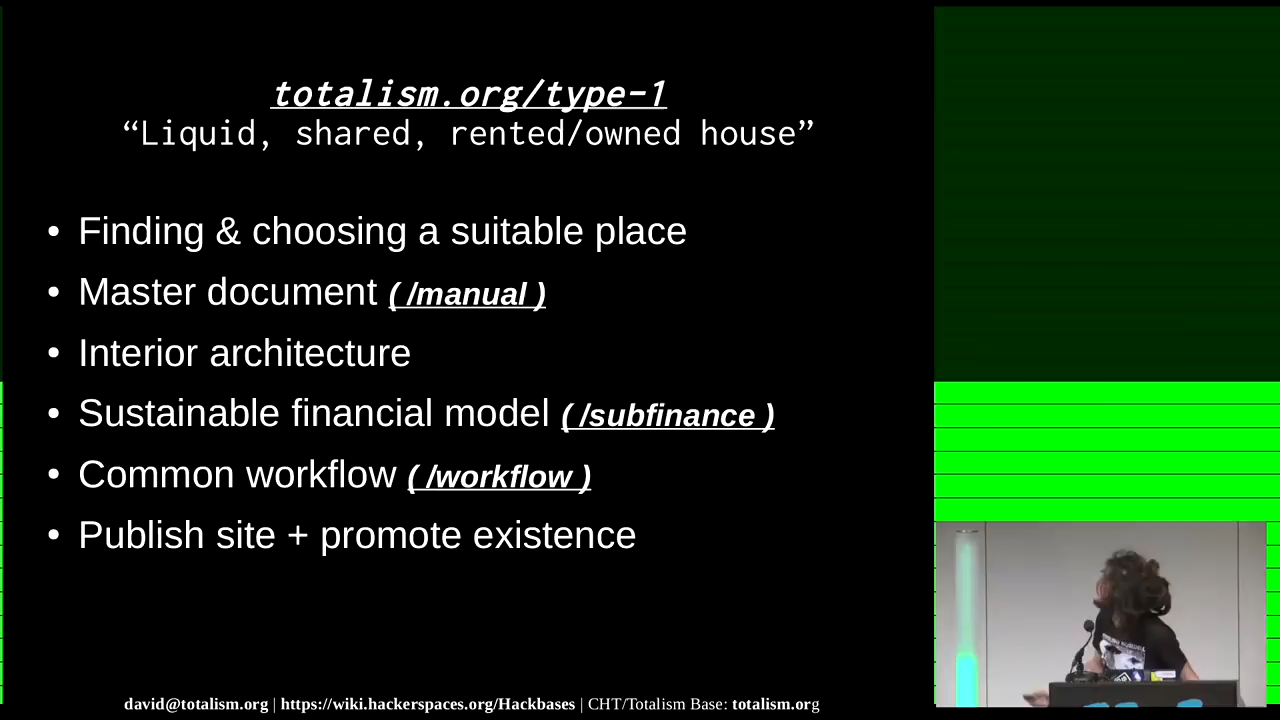 totalism.org/type-1
“Liquid, shared, rented/owned house”
• Finding & choosing a suitable place
• Master document ( /manual )
• Interior architecture
• Sustainable financial model ( /subfinance )
• Common workflow ( /workflow )
• Publish site + promote existence
david@totalism.org | https://wiki.hackerspaces.org/Hackbases | CHT/Totalism Base: totalism.org